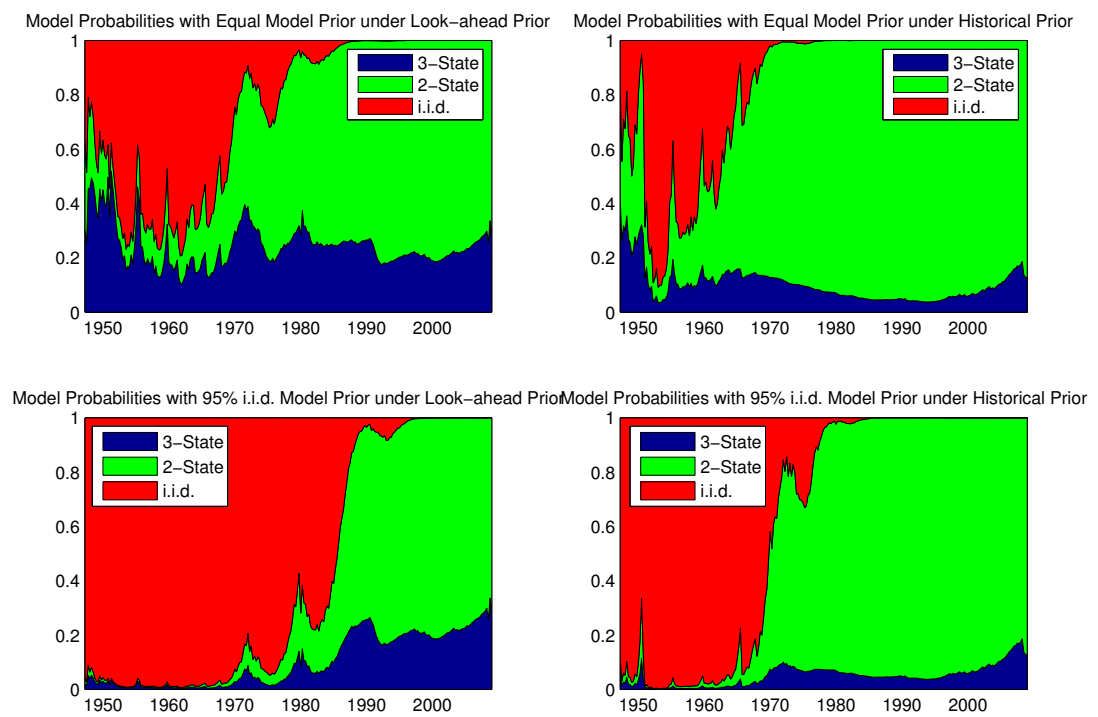 Model Probabilities with Equal Model Prior under Look−ahead Prior
1
0.8
0.6
0.4
0.2
0
1950 1960 1970 1980 1990 2000
3−State
2−State
i.i.d.
Model Probabilities with Equal Model Prior under Historical Prior
1
0.8
0.6
0.4
0.2
0
1950 1960 1970 1980 1990 2000
3−State
2−State
i.i.d.
Model Probabilities with 95% i.i.d. Model Prior under Look−ahead Prior
1
0.8
0.6
0.4
0.2
0
1950 1960 1970 1980 1990 2000
3−State
2−State
i.i.d.
Model Probabilities with 95% i.i.d. Model Prior under Historical Prior
1
0.8
0.6
0.4
0.2
0
1950 1960 1970 1980 1990 2000
3−State
2−State
i.i.d.